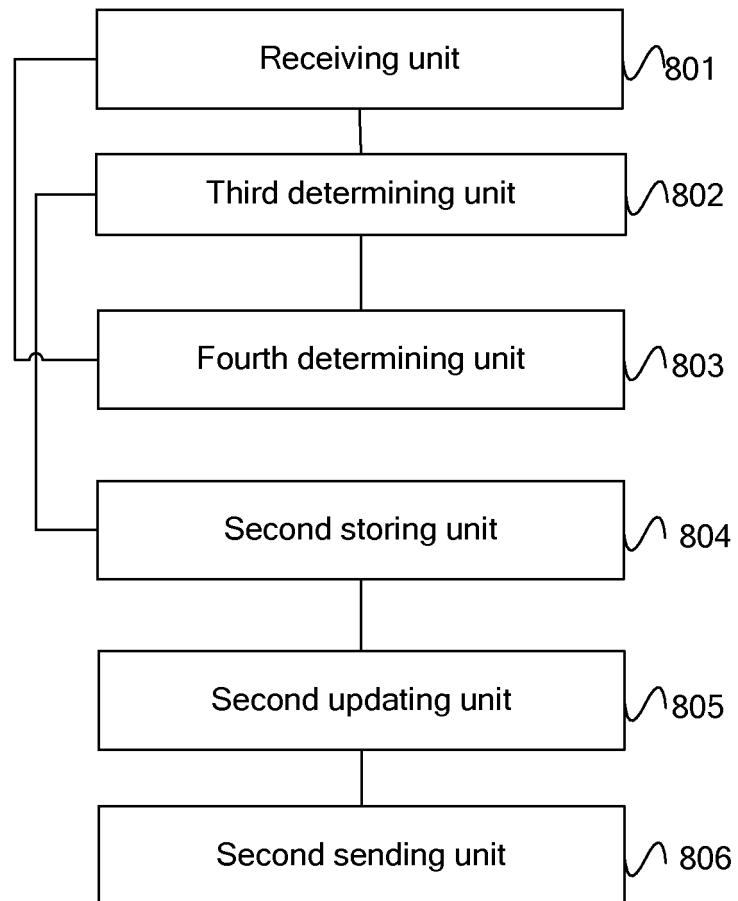 Receiving unit 801
Third determining unit 802
Fourth determining unit 803
Second storing unit 804
Second updating unit 805
Second sending unit 806